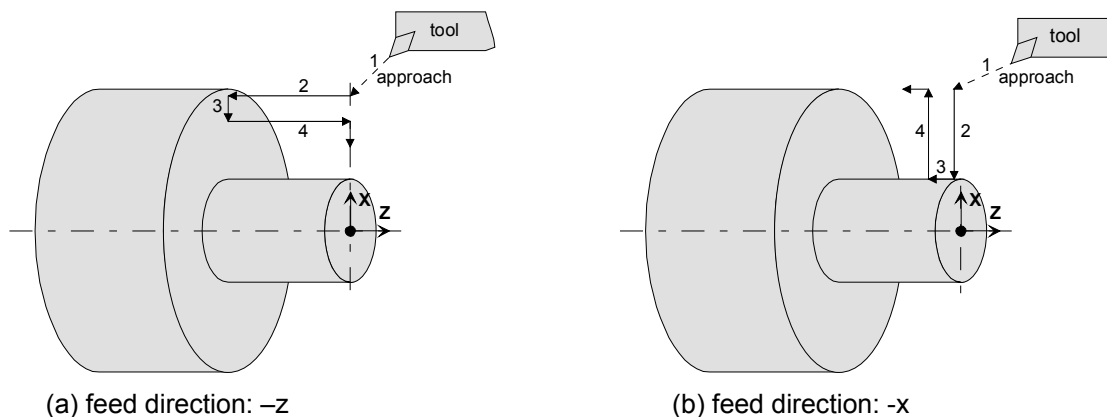 tool
1
approach
2
3
4
x
z
(a) feed direction: –z
tool
1
approach
4
2
3
x
z
(b) feed direction: -x